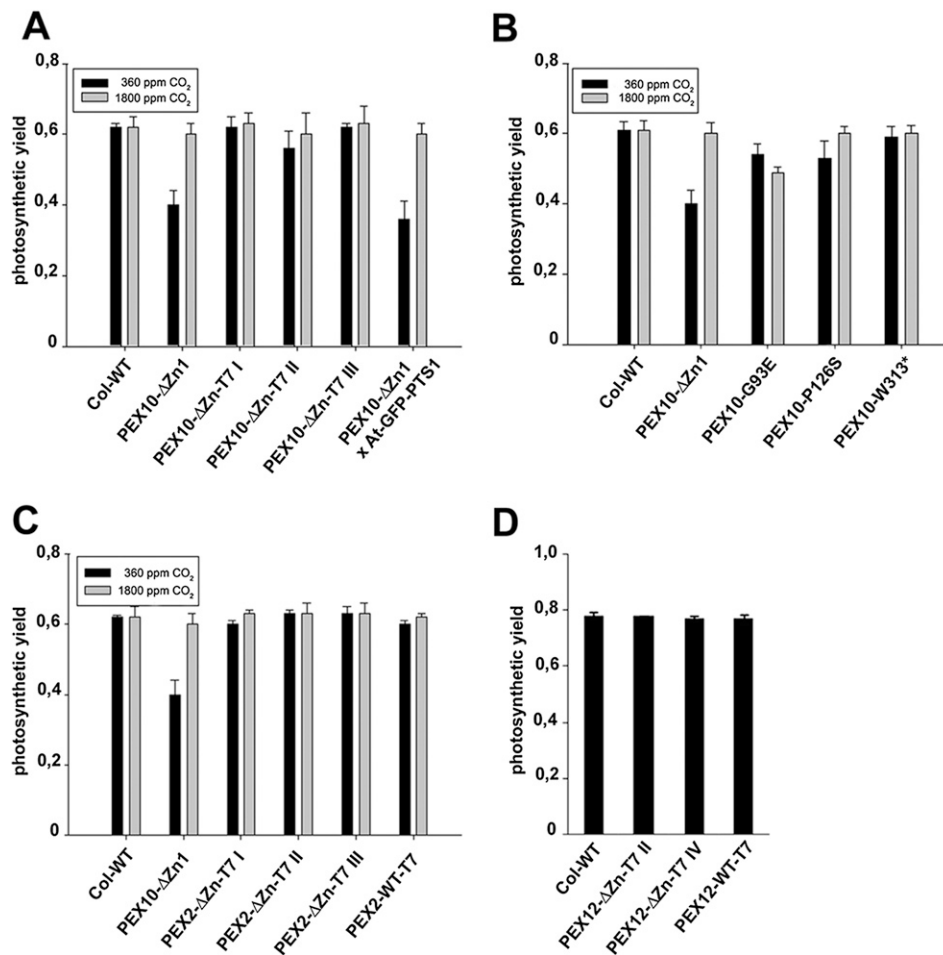 A
photosynthetic yield
0,8
0,6
0,4
0,2
0
360 ppm CO₂
1800 ppm CO₂
Col-WT
PEX10-ΔZn1
PEX10-ΔZn-T7 I
PEX10-ΔZn-T7 II
PEX10-ΔZn-T7 III
PEX10-ΔZn1
x At-GFP-PTS1
B
photosynthetic yield
0,8
0,6
0,4
0,2
0
360 ppm CO₂
1800 ppm CO₂
Col-WT
PEX10-ΔZn1
PEX10-G93E
PEX10-P126S
PEX10-W313*
C
photosynthetic yield
0,8
0,6
0,4
0,2
0
360 ppm CO₂
1800 ppm CO₂
Col-WT
PEX10-ΔZn1
PEX2-ΔZn-T7 I
PEX2-ΔZn-T7 II
PEX2-ΔZn-T7 III
PEX2-WT-T7
D
photosynthetic yield
1,0
0,8
0,6
0,4
0,2
0
Col-WT
PEX12-ΔZn-T7 II
PEX12-ΔZn-T7 IV
PEX12-WT-T7